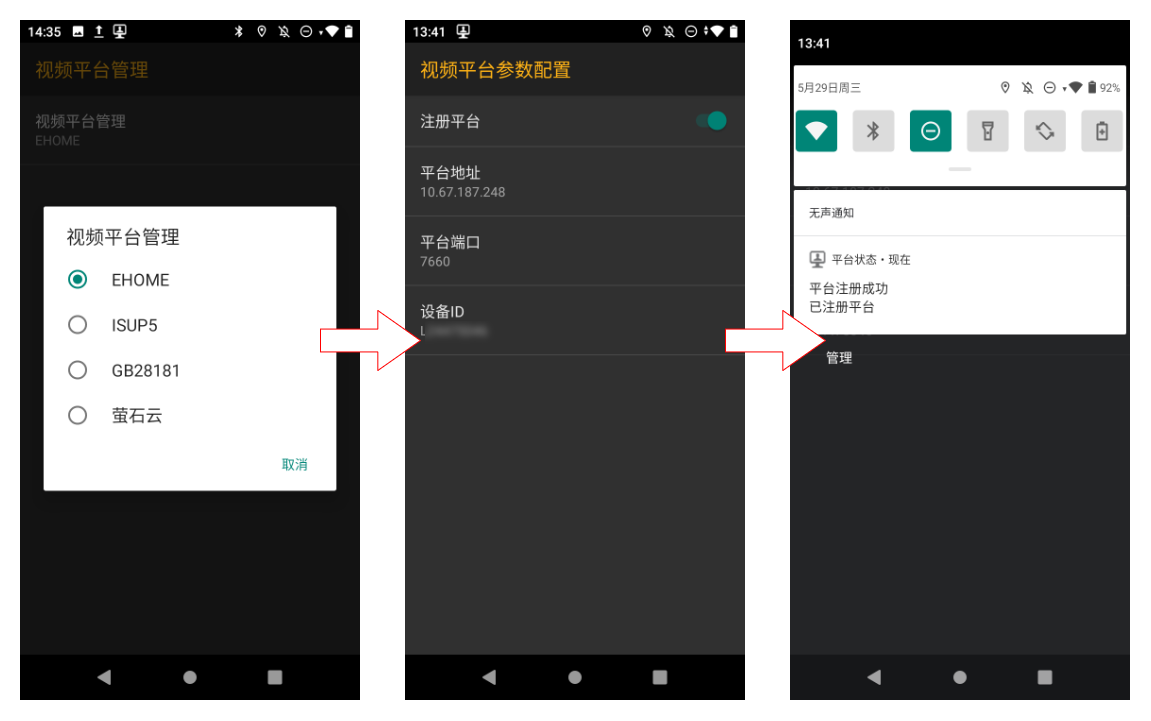 14:35
视频平台管理
视频平台管理
EHOME
视频平台管理
EHOME
ISUP5
GB28181
萤石云
取消
13:41
视频平台参数配置
注册平台
平台地址
10.67.187.248
平台端口
7660
设备ID
L
13:41
5月29日周三
92%
无声通知
平台状态・现在
平台注册成功
已注册平台
管理